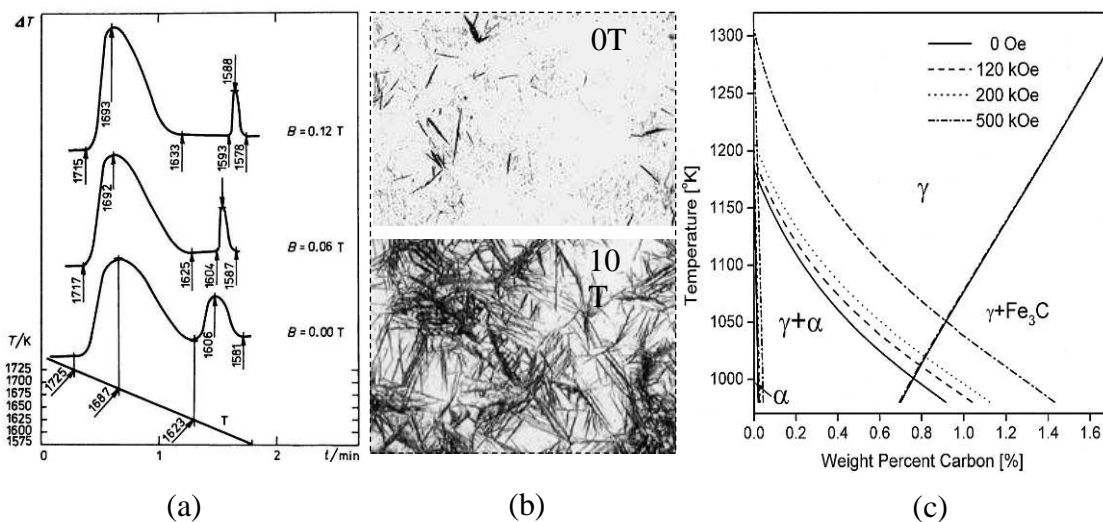 ΔT
1693
1715
1633
1593
1588
1578
B = 0.12 T
1692
1717
1625
1604
1587
B = 0.06 T
1606
1581
B = 0.00 T
T/K
1725
1700
1675
1650
1625
1600
1575
1725
1687
1623
T
0
1
2
t/min
(a)
0T
10
T
(b)
1300
1250
1200
1150
1100
1050
1000
Temperature [°K]
0 Oe
120 kOe
200 kOe
500 kOe
γ
γ+α
γ+Fe₃C
α
0.0 0.2 0.4 0.6 0.8 1.0 1.2 1.4 1.6
Weight Percent Carbon [%]
(c)